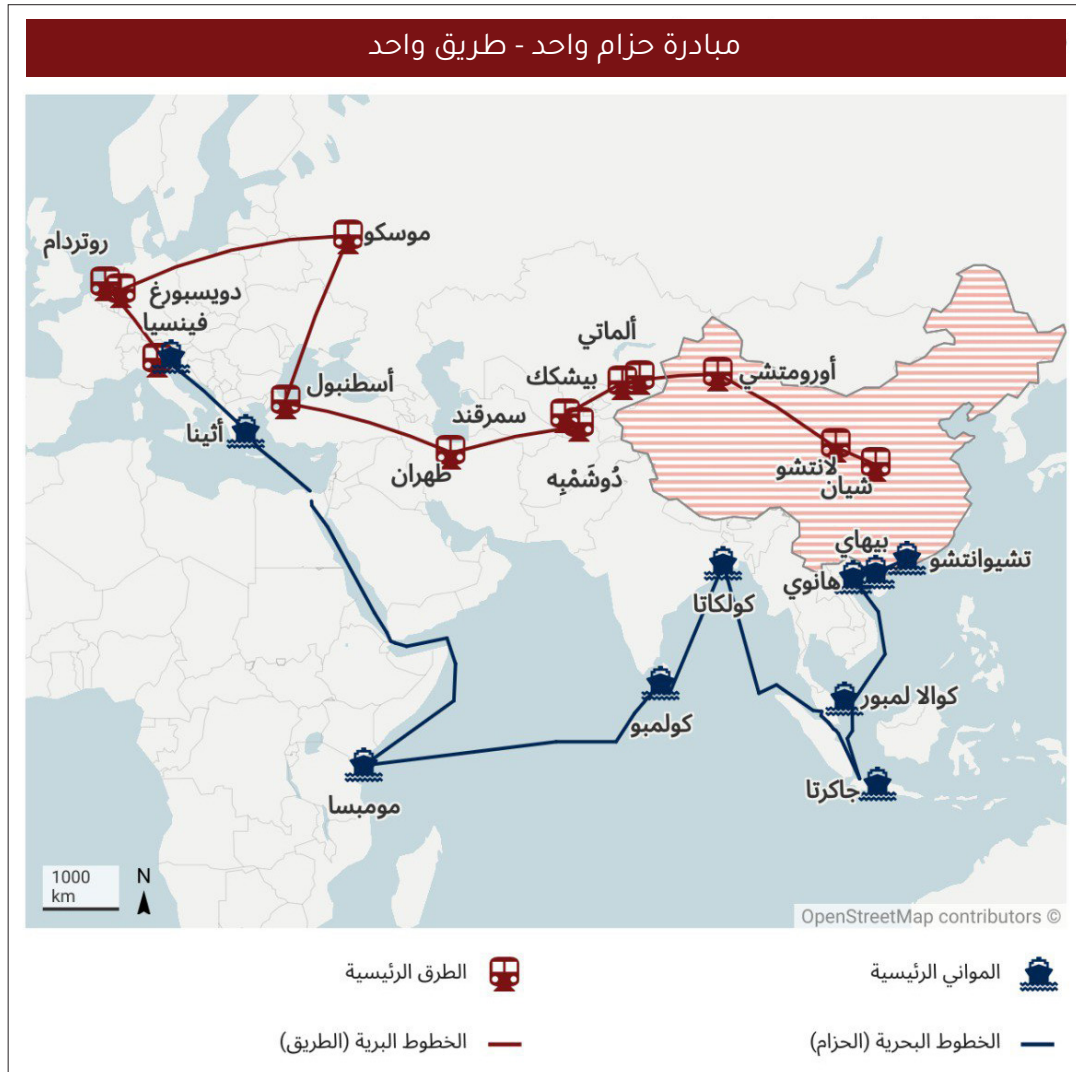 مبادرة حزام واحد - طريق واحد
موسكو
روتردام
دويسبورغ
فينسيا
ألماتي
أورومتشي
بيشكك
أسطنبول
سمرقند
أثينا
طهران
دُوشَمْبِه
لانتشو
شيان
بيهاي
تشيوانتشو
هانوي
كولكاتا
كوالا لمبور
كولمبو
جاكرتا
مومبسا
1000
km
N
OpenStreetMap contributors ©
المواني الرئيسية
الطرق الرئيسية
الخطوط البحرية (الحزام)
الخطوط البرية (الطريق)